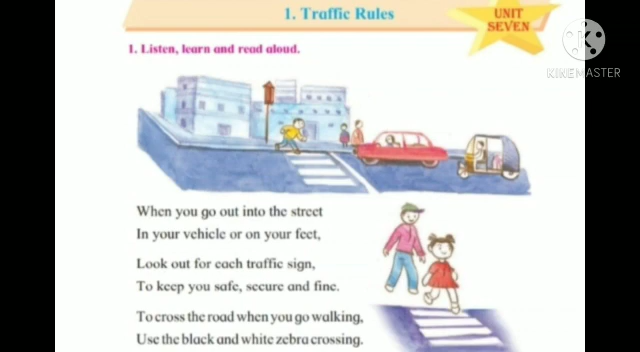 1. Traffic Rules
UNIT
SEVEN
KINEMASTER
1. Listen, learn and read aloud.
When you go out into the street
In your vehicle or on your feet,
Look out for each traffic sign,
To keep you safe, secure and fine.
To cross the road when you go walking,
Use the black and white zebra crossing.